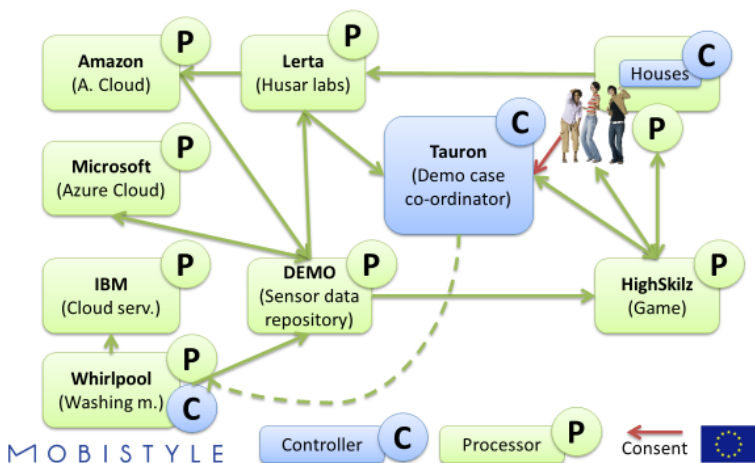 P
Amazon
(A. Cloud)
P
Lerta
(Husar labs)
C
Houses
P
P
Microsoft
(Azure Cloud)
C
Tauron
(Demo case
co-ordinator)
P
IBM
(Cloud serv.)
P
DEMO
(Sensor data
repository)
P
HighSkilz
(Game)
P
Whirlpool
(Washing m.)
C
MOBISTYLE
Controller
C
Processor
P
Consent